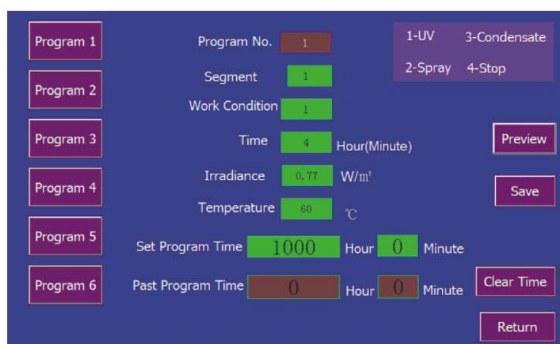 Program 1
Program 2
Program 3
Program 4
Program 5
Program 6
Program No. 1
Segment 1
Work Condition 1
Time 4 Hour(Minute)
Irradiance 0.77 W/m²
Temperature 60 ℃
Set Program Time 1000 Hour 0 Minute
Past Program Time 0 Hour 0 Minute
1-UV 3-Condensate
2-Spray 4-Stop
Preview
Save
Clear Time
Return